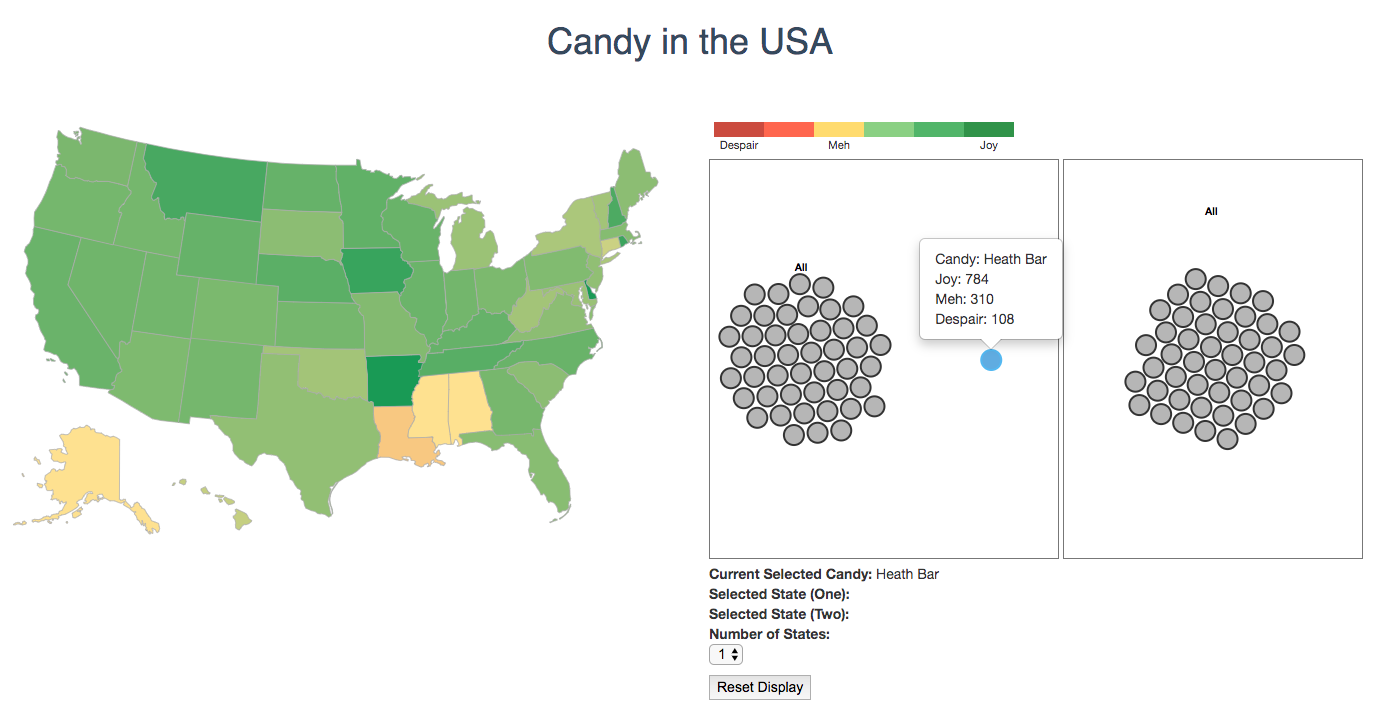 Candy in the USA
Despair Meh Joy
All
All
Candy: Heath Bar
Joy: 784
Meh: 310
Despair: 108
Current Selected Candy: Heath Bar
Selected State (One):
Selected State (Two):
Number of States:
1
Reset Display